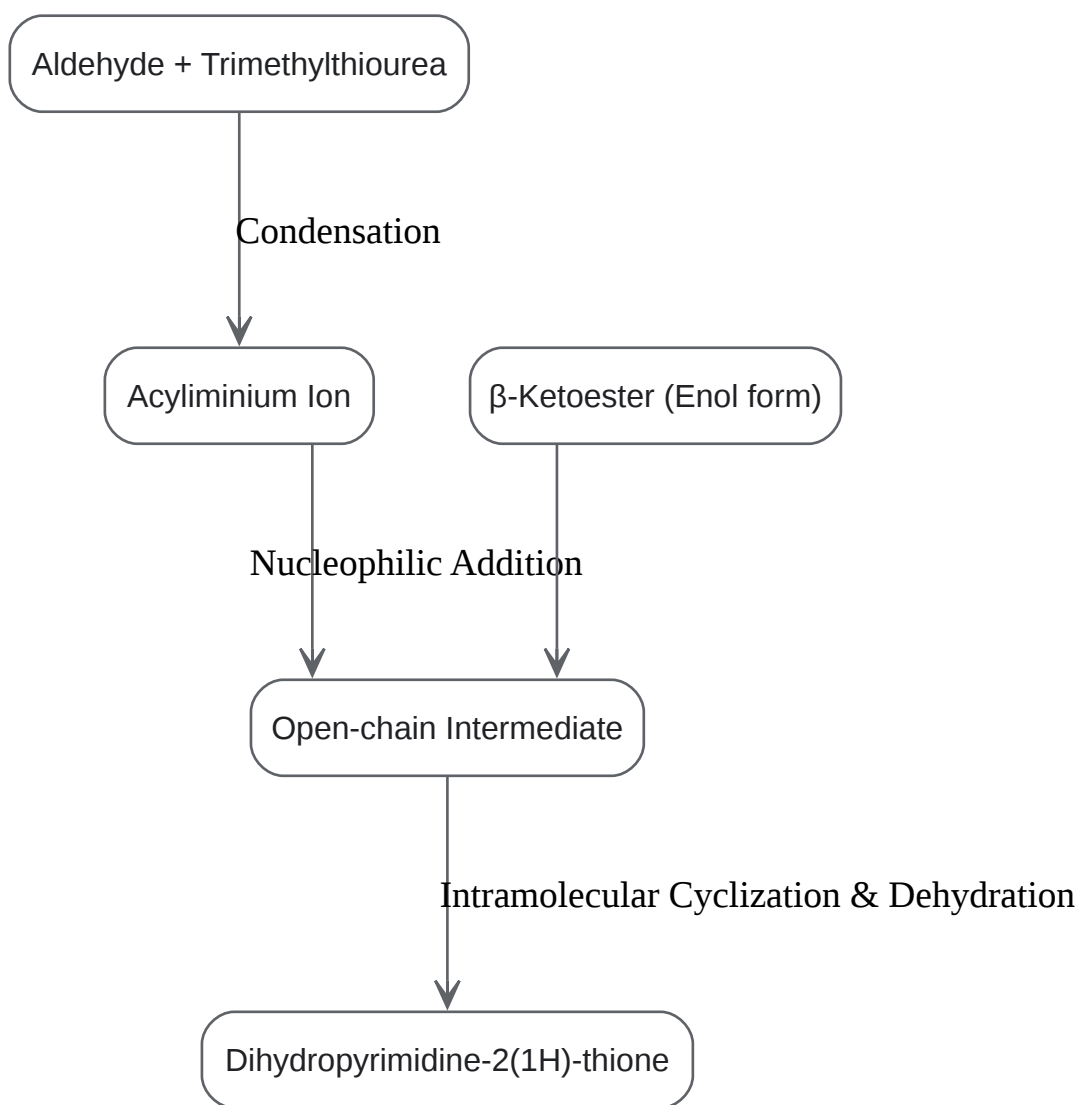 Aldehyde + Trimethylthiourea
Condensation
Acyliminium Ion
β-Ketoester (Enol form)
Nucleophilic Addition
Open-chain Intermediate
Intramolecular Cyclization & Dehydration
Dihydropyrimidine-2(1H)-thione